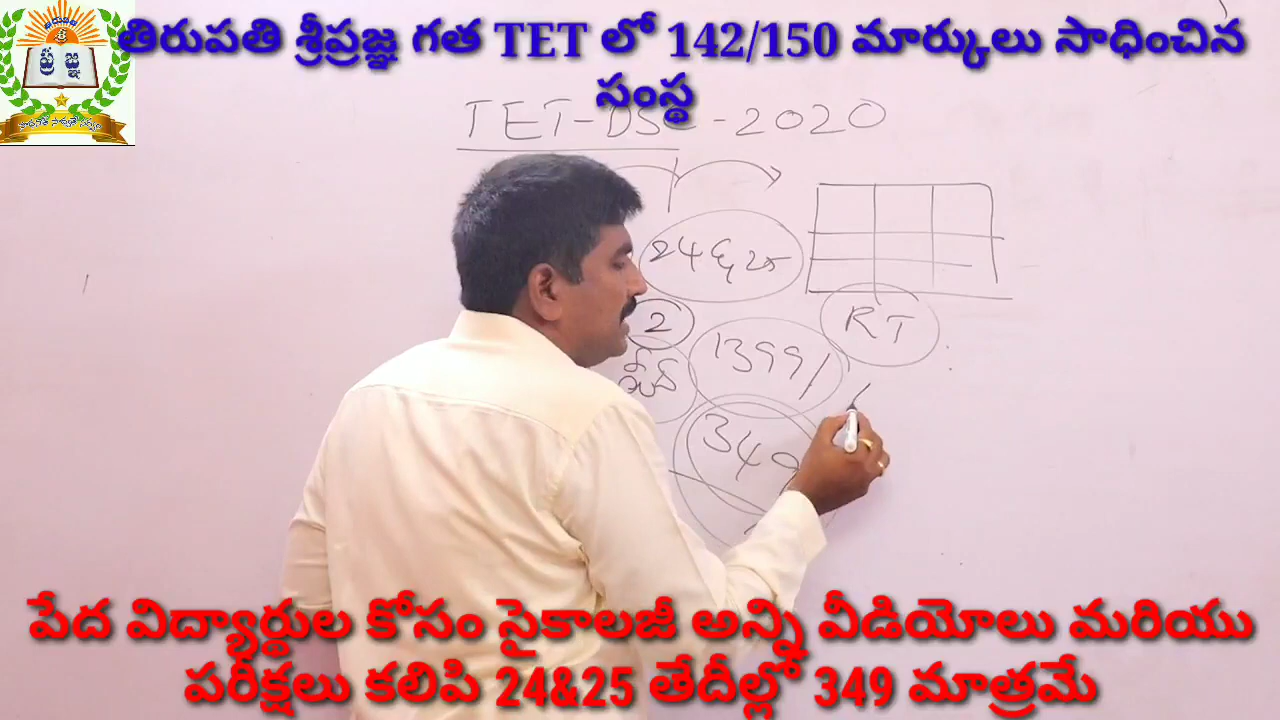 తిరుపతి శ్రీప్రజ్ఞ గత TET లో 142/150 మార్కులు సాధించిన
సంస్థ
TET-DSC-2020
24 & 25
2
RT
1399/
349
పేద విద్యార్థుల కోసం సైకాలజీ అన్ని వీడియోలు మరియు
పరీక్షలు కలిపి 24&25 తేదీల్లో 349 మాత్రమే